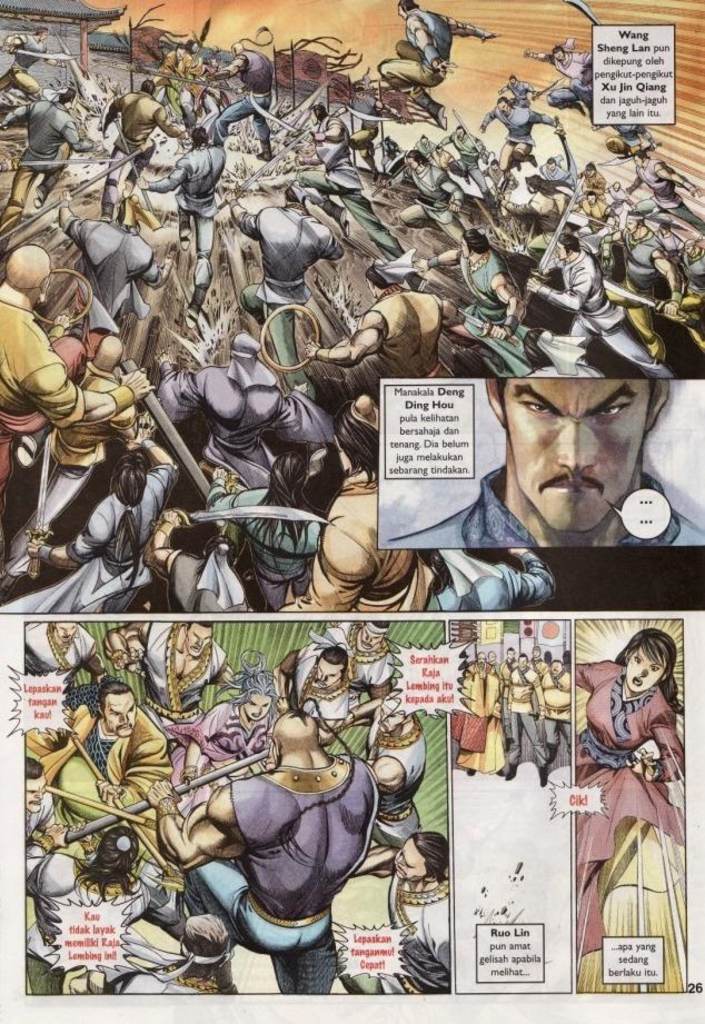 Wang
Sheng Lan pun
dikepung oleh
pengikut-pengikut
Xu Jin Qiang
dan jaguh-jaguh
yang lain itu.
Manakala Deng
Ding Hou
pula kelihatan
bersahaja dan
tenang. Dia belum
juga melakukan
sebarang tindakan.
...
...
Lepaskan
tangan
kau!
Serahkan
Raja
Lembing itu
kepada aku!
Kau
tidak layak
memiliki Raja
Lembing ini!
Lepaskan
tanganmu!
Cepat!
Ruo Lin
pun amat
gelisah apabila
melihat...
Cik!
...apa yang
sedang
berlaku itu.
26